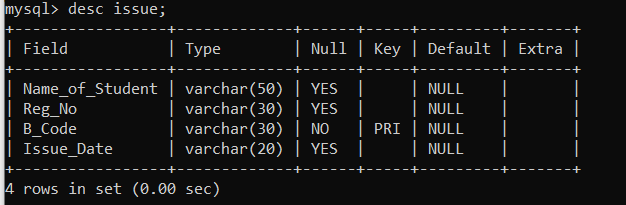 mysql> desc issue;
+-----------------+-------------+------+-----+---------+-------+
| Field           | Type        | Null | Key | Default | Extra |
+-----------------+-------------+------+-----+---------+-------+
| Name_of_Student | varchar(50) | YES  |     | NULL    |       |
| Reg_No          | varchar(30) | YES  |     | NULL    |       |
| B_Code          | varchar(30) | NO   | PRI | NULL    |       |
| Issue_Date      | varchar(20) | YES  |     | NULL    |       |
+-----------------+-------------+------+-----+---------+-------+
4 rows in set (0.00 sec)